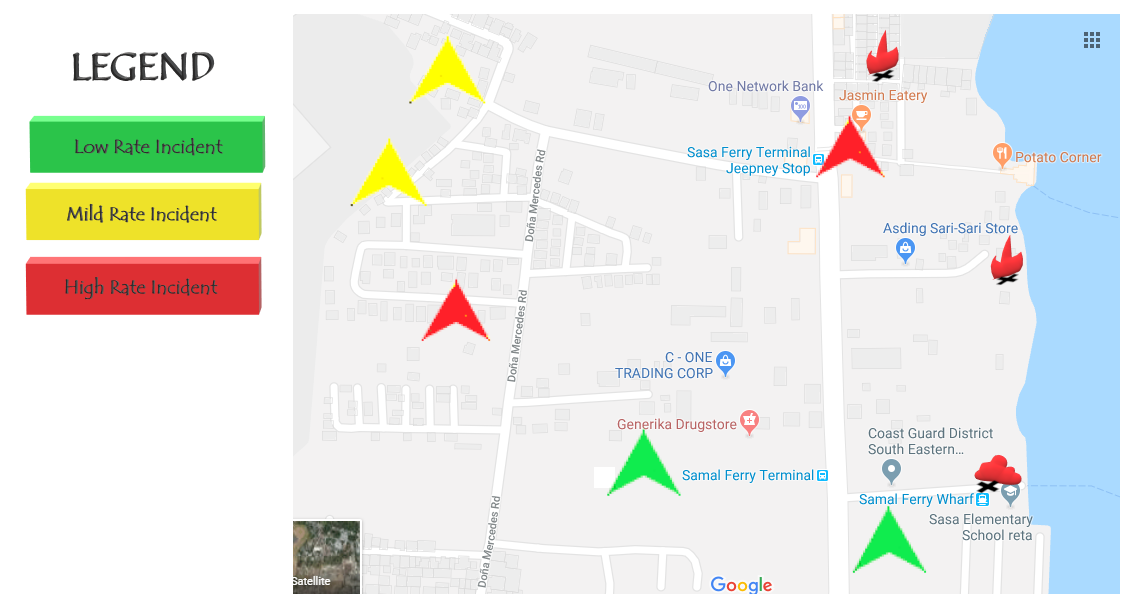 LEGEND
Low Rate Incident
Mild Rate Incident
High Rate Incident
One Network Bank
Jasmin Eatery
Sasa Ferry Terminal
Jeepney Stop
Potato Corner
Doña Mercedes Rd
Asding Sari-Sari Store
Doña Mercedes Rd
C - ONE
TRADING CORP
Generika Drugstore
Coast Guard District
South Eastern...
Samal Ferry Terminal
Samal Ferry Wharf
Sasa Elementary
School reta
Doña Mercedes Rd
Satellite
Google